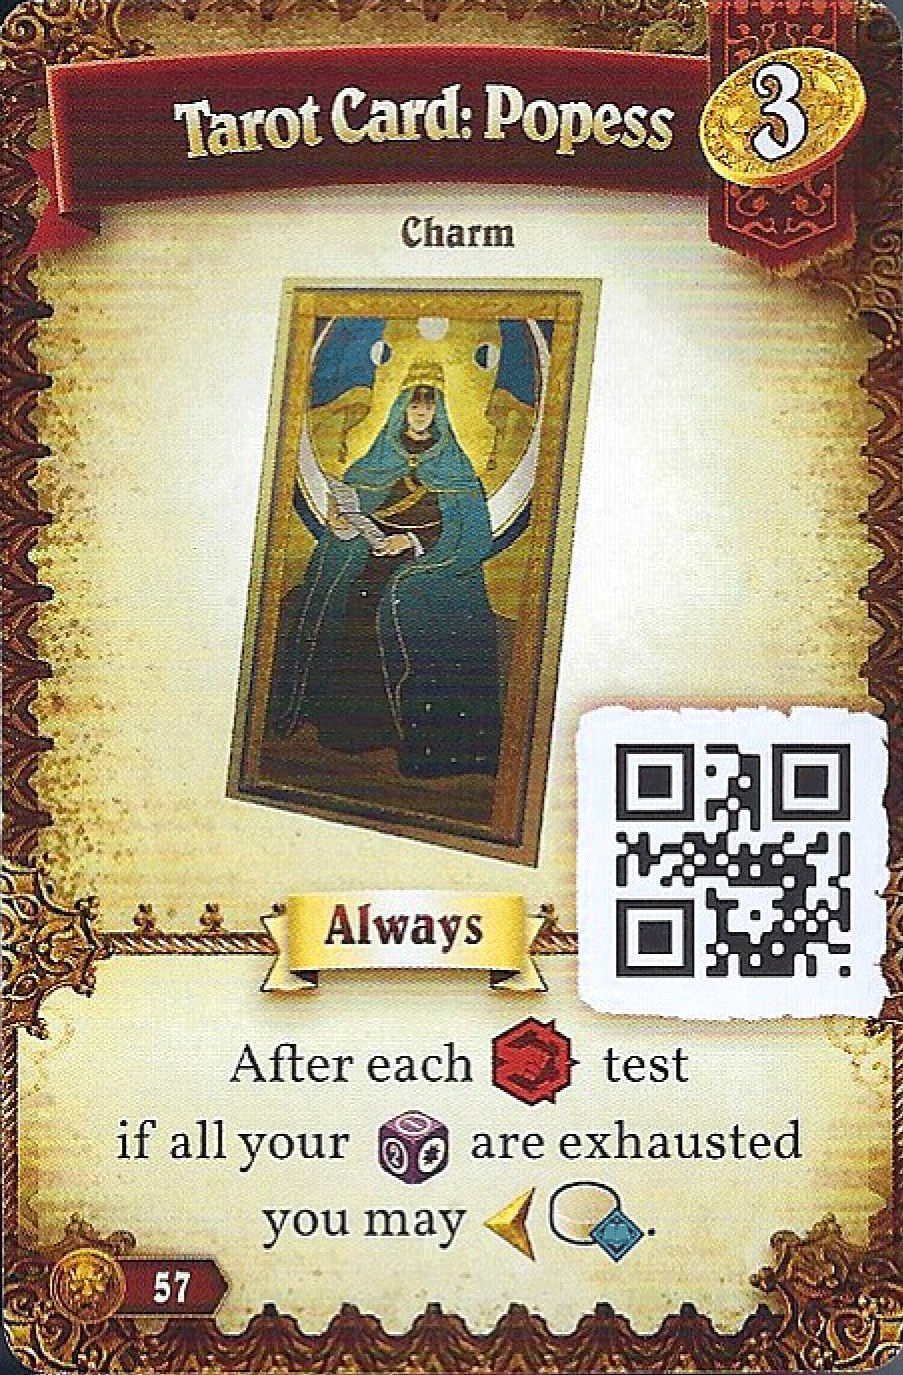 Tarot Card: Popess
3
Charm
Always
After each test
if all your are exhausted
you may .
57